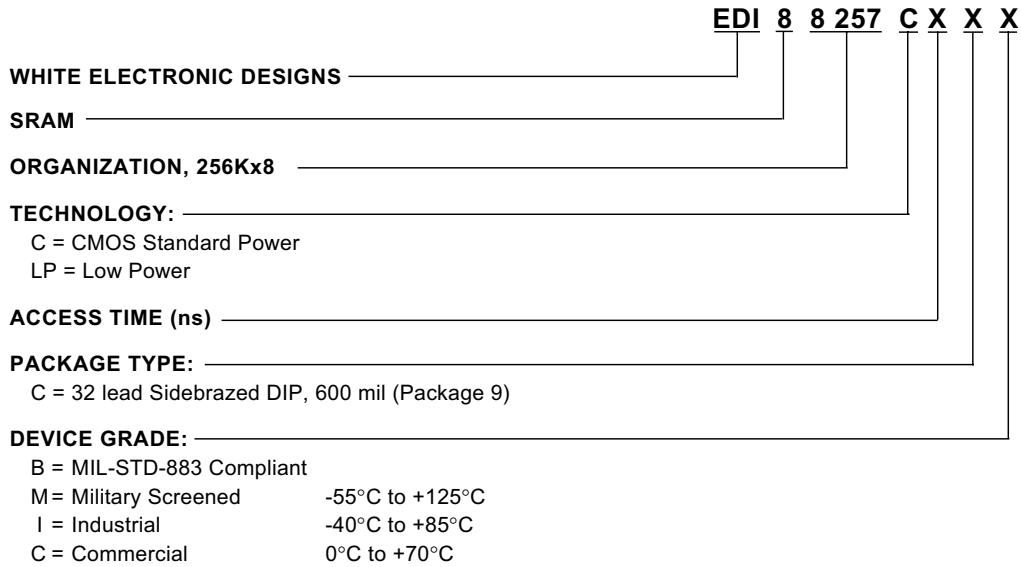 EDI 8 8 257 C X X X
WHITE ELECTRONIC DESIGNS
SRAM
ORGANIZATION, 256Kx8
TECHNOLOGY:
C = CMOS Standard Power
LP = Low Power
ACCESS TIME (ns)
PACKAGE TYPE:
C = 32 lead Sidebrazed DIP, 600 mil (Package 9)
DEVICE GRADE:
B = MIL-STD-883 Compliant
M = Military Screened -55°C to +125°C
I = Industrial -40°C to +85°C
C = Commercial 0°C to +70°C